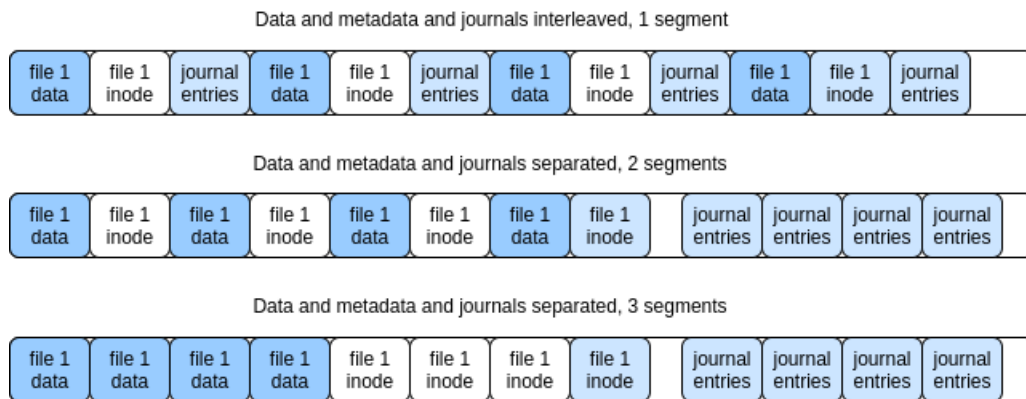 Data and metadata and journals interleaved, 1 segment
file 1 file 1 journal file 1 file 1 journal file 1 file 1 journal file 1 file 1 journal
data inode entries data inode entries data inode entries data inode entries
Data and metadata and journals separated, 2 segments
file 1 file 1 file 1 file 1 file 1 file 1 file 1 file 1 journal journal journal journal
data inode data inode data inode data inode entries entries entries entries
Data and metadata and journals separated, 3 segments
file 1 file 1 file 1 file 1 file 1 file 1 file 1 file 1 journal journal journal journal
data data data data inode inode inode inode entries entries entries entries